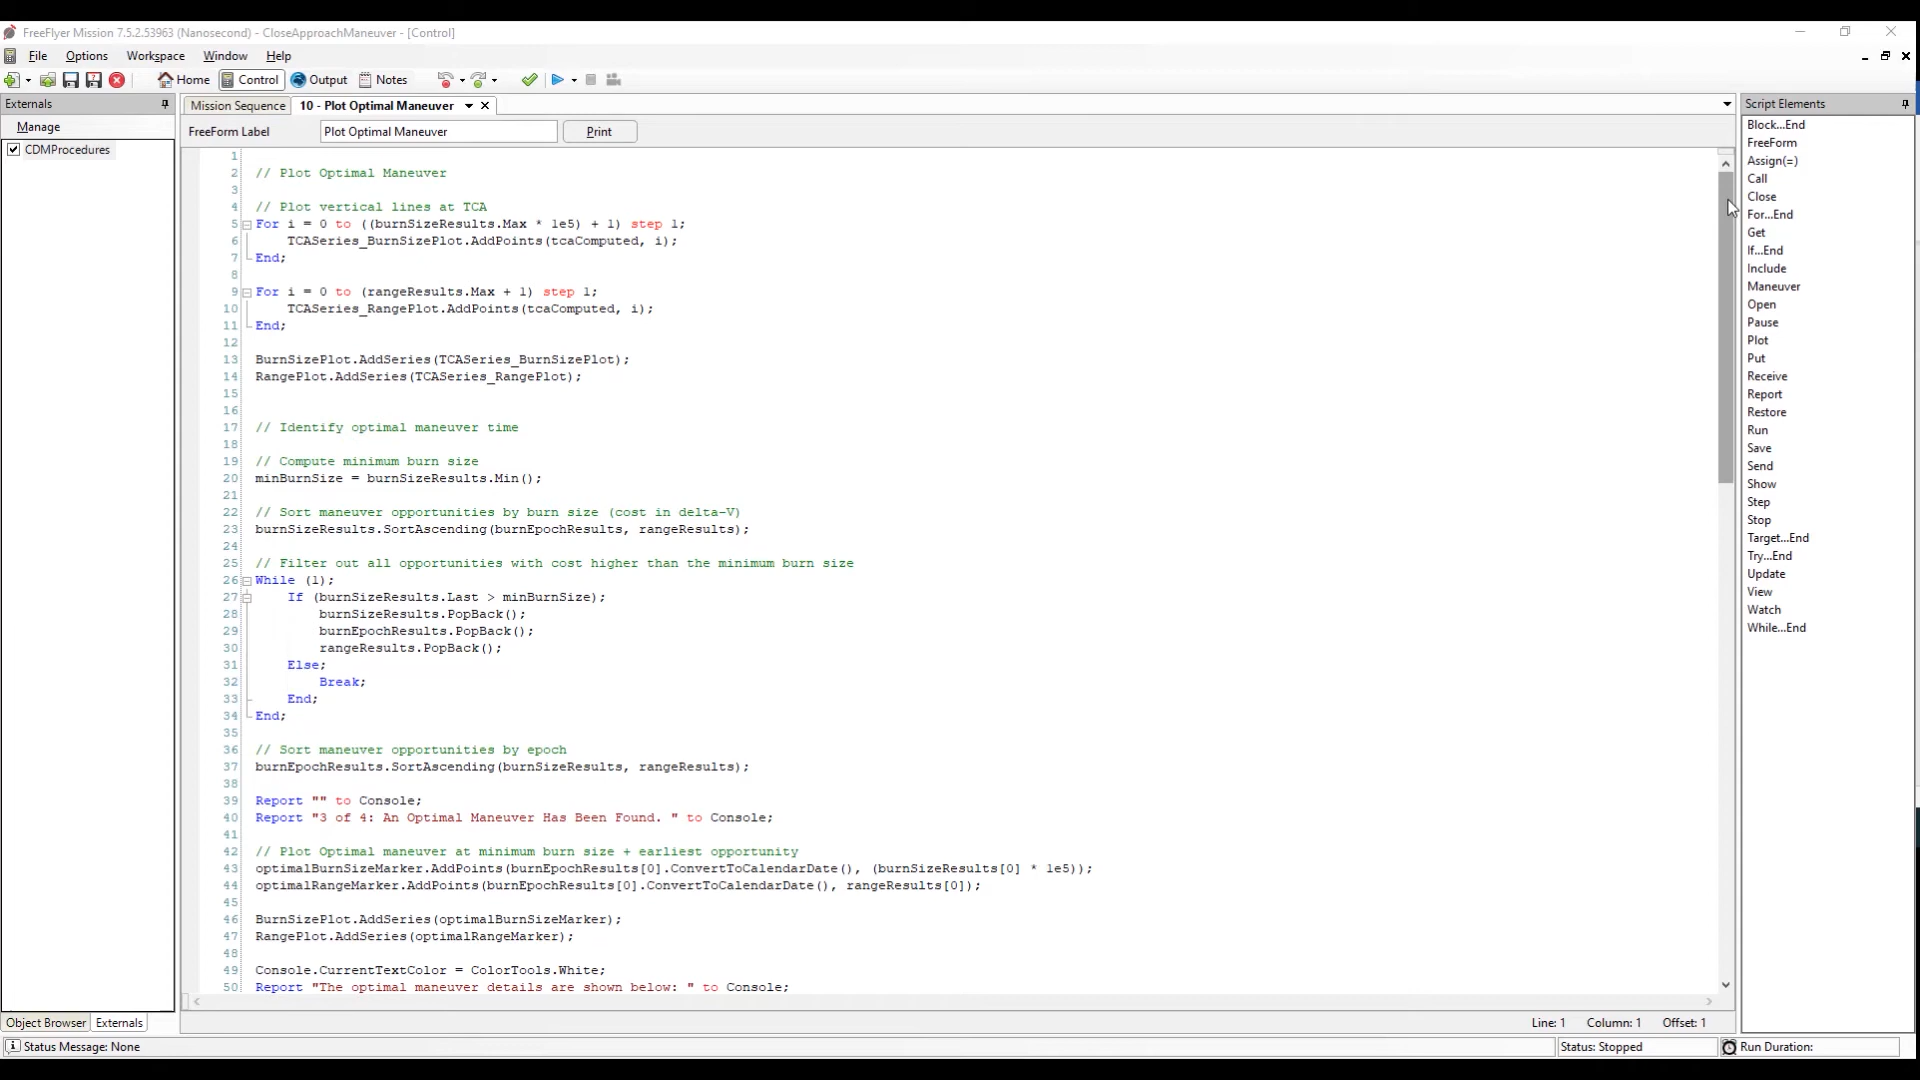 FreeFlyer Mission 7.5.2.53963 (Nanosecond) - CloseApproachManeuver - [Control]
File Options Workspace Window Help
Home Control Output Notes
Externals
Manage
CDMProcedures
Mission Sequence 10 - Plot Optimal Maneuver
FreeForm Label Plot Optimal Maneuver Print
1
2 // Plot Optimal Maneuver
3
4 // Plot vertical lines at TCA
5 For i = 0 to ((burnSizeResults.Max * 1e5) + 1) step 1;
6 TCASeries_BurnSizePlot.AddPoints(tcaComputed, i);
7 End;
8
9 For i = 0 to (rangeResults.Max + 1) step 1;
10 TCASeries_RangePlot.AddPoints(tcaComputed, i);
11 End;
12
13 BurnSizePlot.AddSeries(TCASeries_BurnSizePlot);
14 RangePlot.AddSeries(TCASeries_RangePlot);
15
16
17 // Identify optimal maneuver time
18
19 // Compute minimum burn size
20 minBurnSize = burnSizeResults.Min();
21
22 // Sort maneuver opportunities by burn size (cost in delta-V)
23 burnSizeResults.SortAscending(burnEpochResults, rangeResults);
24
25 // Filter out all opportunities with cost higher than the minimum burn size
26 While (1);
27 If (burnSizeResults.Last > minBurnSize);
28 burnSizeResults.PopBack();
29 burnEpochResults.PopBack();
30 rangeResults.PopBack();
31 Else;
32 Break;
33 End;
34 End;
35
36 // Sort maneuver opportunities by epoch
37 burnEpochResults.SortAscending(burnSizeResults, rangeResults);
38
39 Report "" to Console;
40 Report "3 of 4: An Optimal Maneuver Has Been Found. " to Console;
41
42 // Plot Optimal maneuver at minimum burn size + earliest opportunity
43 optimalBurnSizeMarker.AddPoints(burnEpochResults[0].ConvertToCalendarDate(), (burnSizeResults[0] * 1e5));
44 optimalRangeMarker.AddPoints(burnEpochResults[0].ConvertToCalendarDate(), rangeResults[0]);
45
46 BurnSizePlot.AddSeries(optimalBurnSizeMarker);
47 RangePlot.AddSeries(optimalRangeMarker);
48
49 Console.CurrentTextColor = ColorTools.White;
50 Report "The optimal maneuver details are shown below: " to Console;
Script Elements
Block...End
FreeForm
Assign(=)
Call
Close
For...End
Get
If...End
Include
Maneuver
Open
Pause
Plot
Put
Receive
Report
Restore
Run
Save
Send
Show
Step
Stop
Target...End
Try...End
Update
View
Watch
While...End
Object Browser Externals
Line: 1 Column: 1 Offset: 1
Status Message: None Status: Stopped Run Duration: